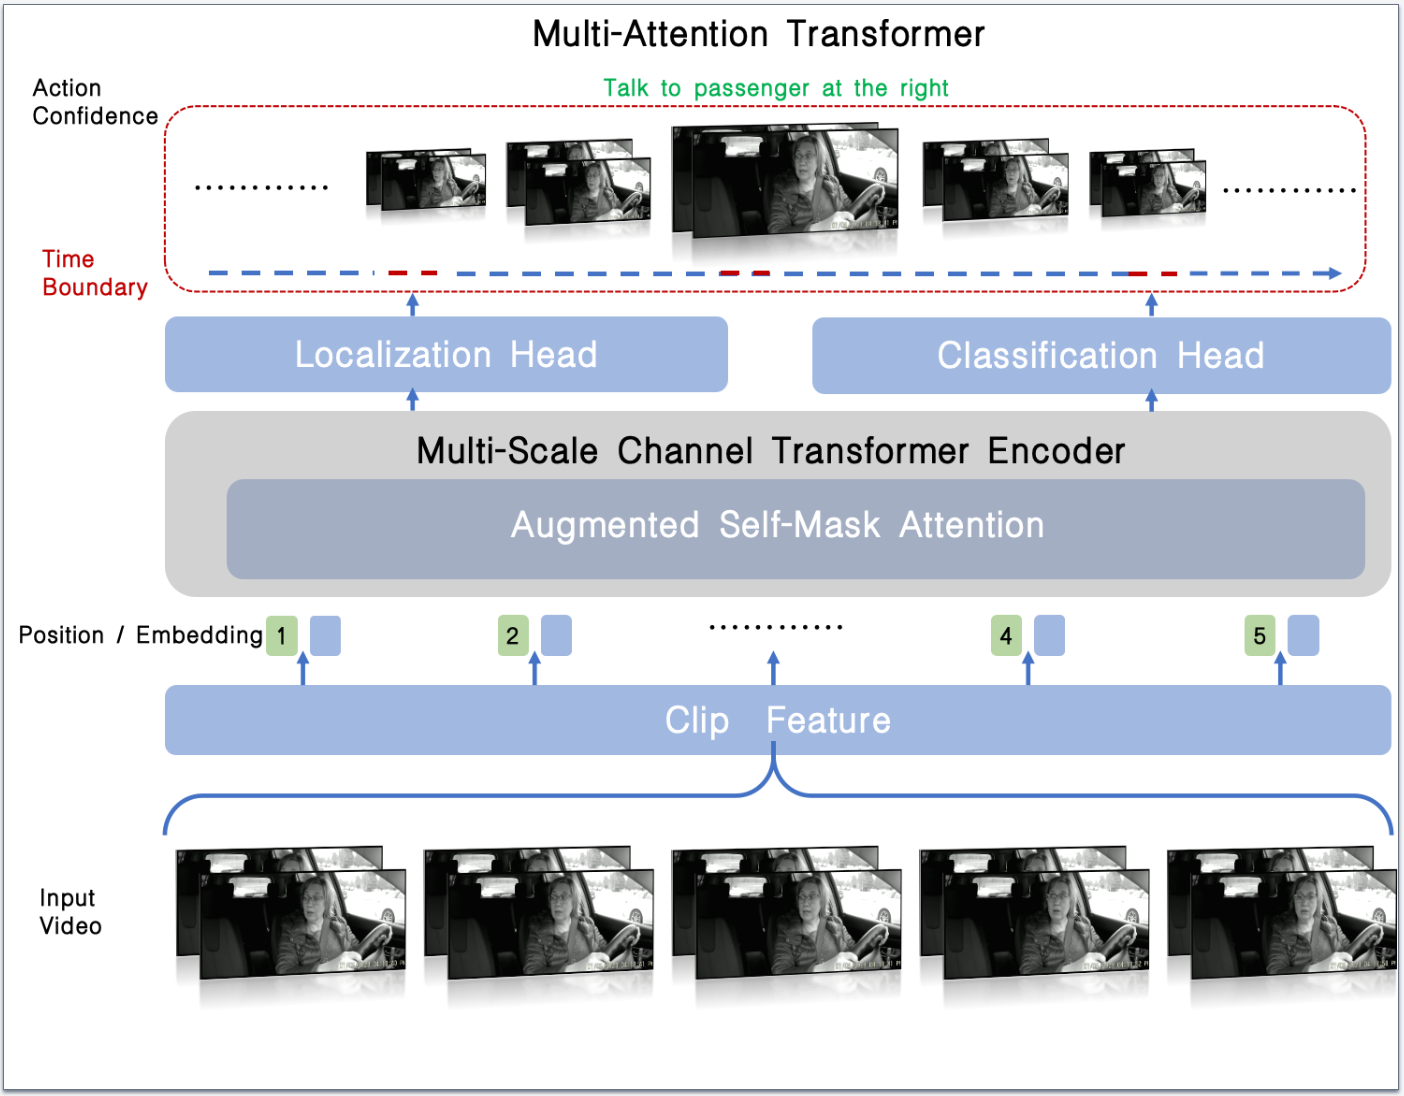 Multi-Attention Transformer
Action
Confidence
Talk to passenger at the right
Time
Boundary
Localization Head
Classification Head
Multi-Scale Channel Transformer Encoder
Augmented Self-Mask Attention
Position / Embedding
1
2
4
5
Clip Feature
Input
Video